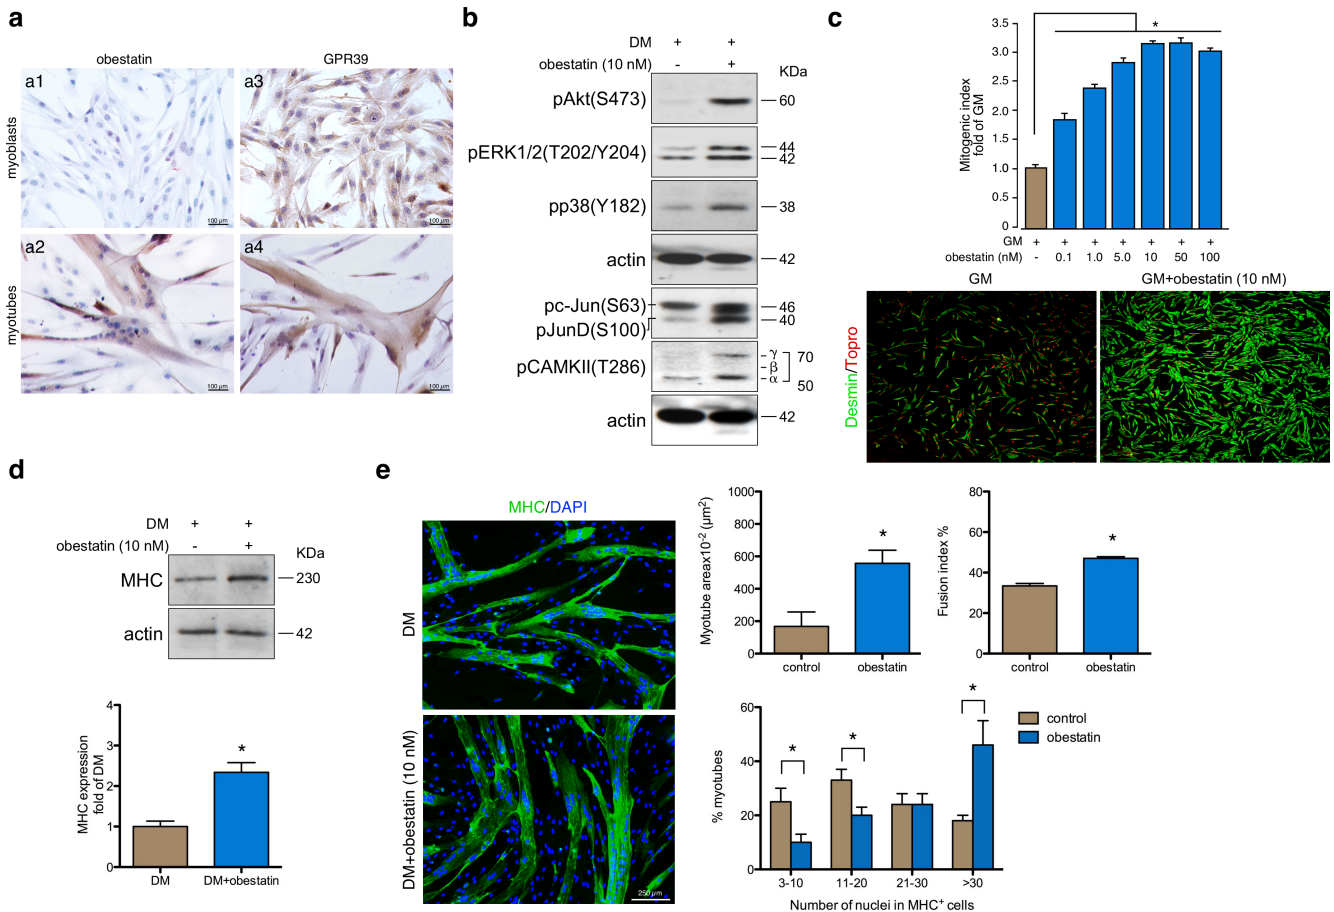 a
obestatin
GPR39
myoblasts
a1
a3
100 µm
100 µm
myotubes
a2
a4
100 µm
100 µm
b
DM + +
obestatin (10 nM) - +
KDa
pAkt(S473)
60
pERK1/2(T202/Y204)
44
42
pp38(Y182)
38
actin
42
pc-Jun(S63)
46
pJunD(S100)
40
pCAMKII(T286)
γ
β
α
70
50
actin
42
c
Mitogenic index
fold of GM
3.5
3.0
2.5
2.0
1.5
1.0
0.5
0
*
GM + + + + + + +
obestatin (nM) - 0.1 1.0 5.0 10 50 100
GM
GM+obestatin (10 nM)
Desmin/Topro
d
DM + +
obestatin (10 nM) - +
KDa
MHC
230
actin
42
MHC expression
fold of DM
4
3
2
1
0
*
DM
DM+obestatin
e
MHC/DAPI
DM
DM+obestatin (10 nM)
250 µm
Myotube areax10⁻² (µm²)
1000
800
600
400
200
0
*
control
obestatin
Fusion index %
80
60
40
20
0
*
control
obestatin
% myotubes
60
40
20
0
*
*
*
control
obestatin
3-10
11-20
21-30
>30
Number of nuclei in MHC⁺ cells